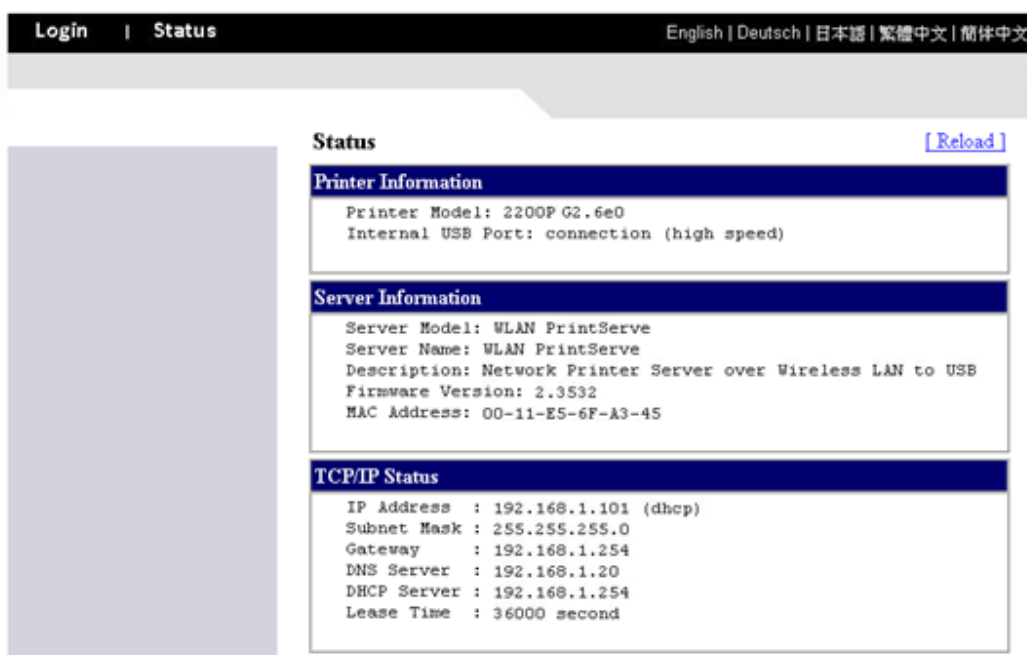 Login | Status English | Deutsch | 日本語 | 繁體中文 | 簡体中文
Status [ Reload ]
Printer Information
Printer Model: 2200P G2.6e0
Internal USB Port: connection (high speed)
Server Information
Server Model: WLAN PrintServe
Server Name: WLAN PrintServe
Description: Network Printer Server over Wireless LAN to USB
Firmware Version: 2.3532
MAC Address: 00-11-E5-6F-A3-45
TCP/IP Status
IP Address : 192.168.1.101 (dhcp)
Subnet Mask : 255.255.255.0
Gateway : 192.168.1.254
DNS Server : 192.168.1.20
DHCP Server : 192.168.1.254
Lease Time : 36000 second